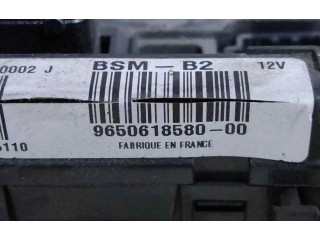 0002 J BSM-B2 12V
9650618580-00
5110 FABRIQUE EN FRANCE